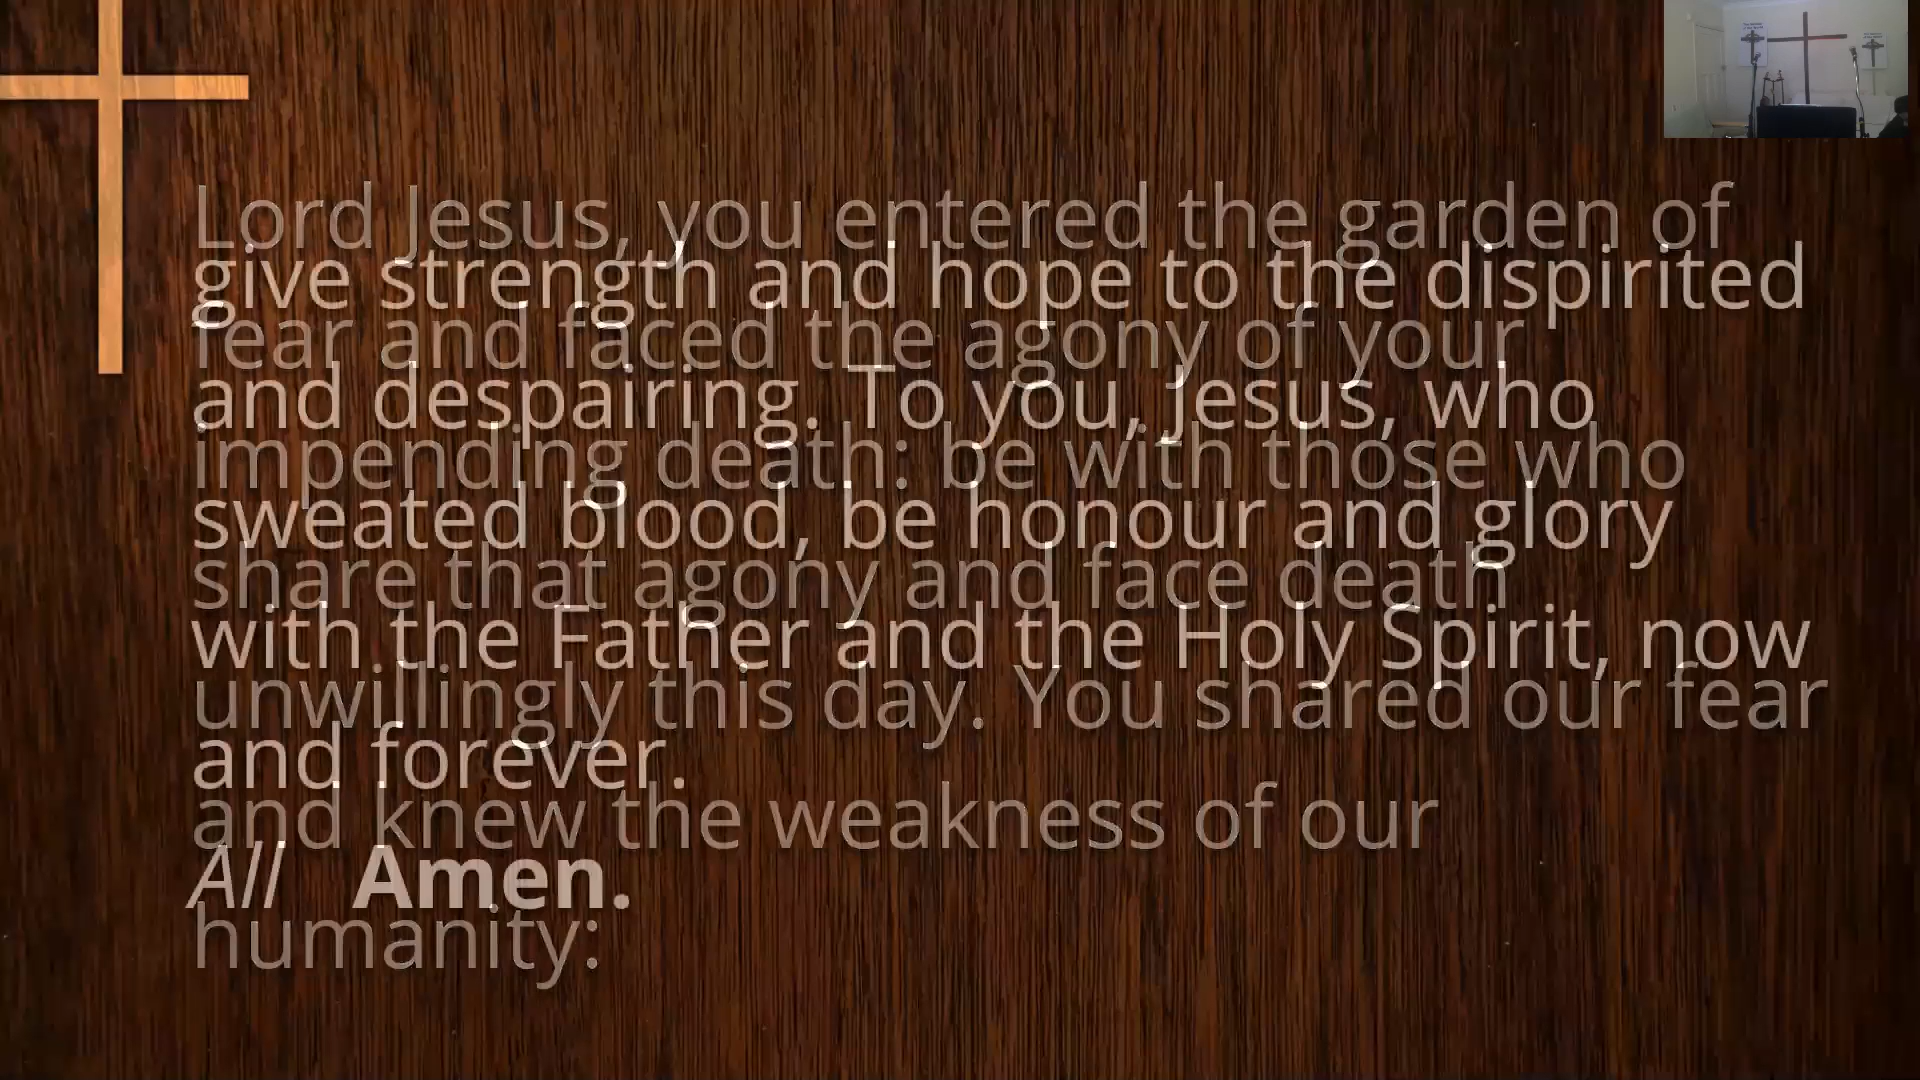 Lord Jesus, you entered the garden of
fear and faced the agony of your
impending death: be with those who
share that agony and face death
unwillingly this day. You shared our fear
and knew the weakness of our
humanity:
give strength and hope to the dispirited
and despairing. To you, Jesus, who
sweated blood, be honour and glory
with the Father and the Holy Spirit, now
and forever.
All Amen.